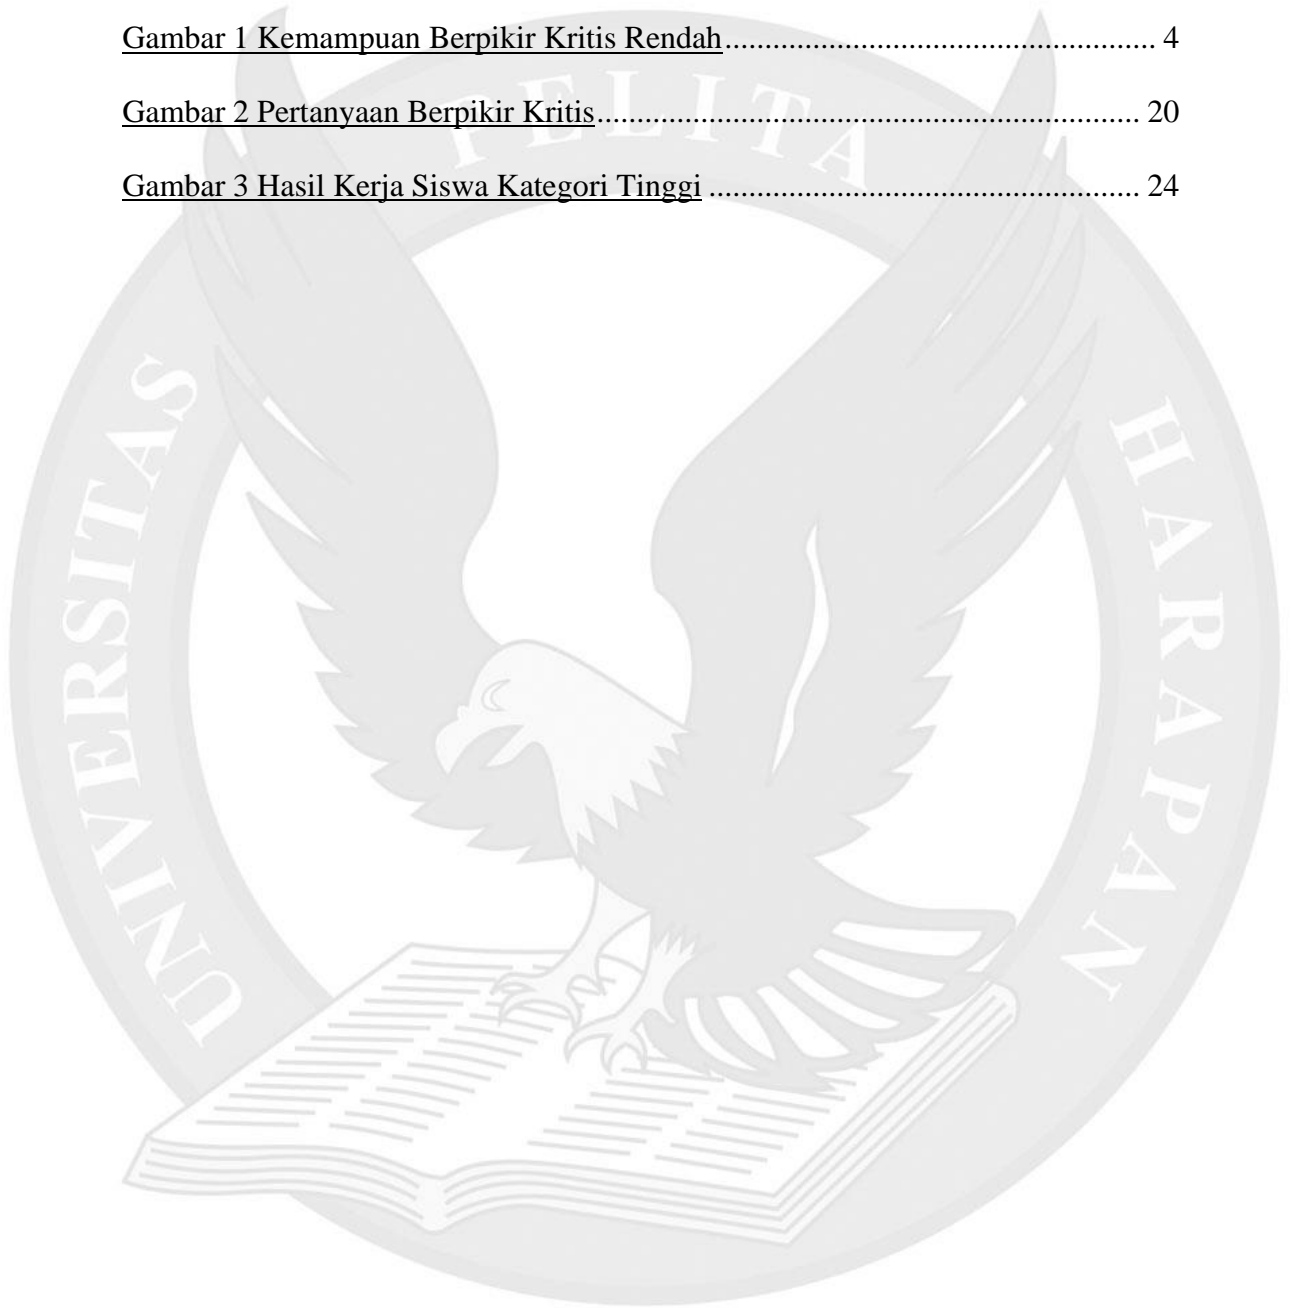 Gambar 1 Kemampuan Berpikir Kritis Rendah...................................................... 4
Gambar 2 Pertanyaan Berpikir Kritis.................................................................... 20
Gambar 3 Hasil Kerja Siswa Kategori Tinggi ...................................................... 24
UNIVERSITAS PELITA HARAPAN